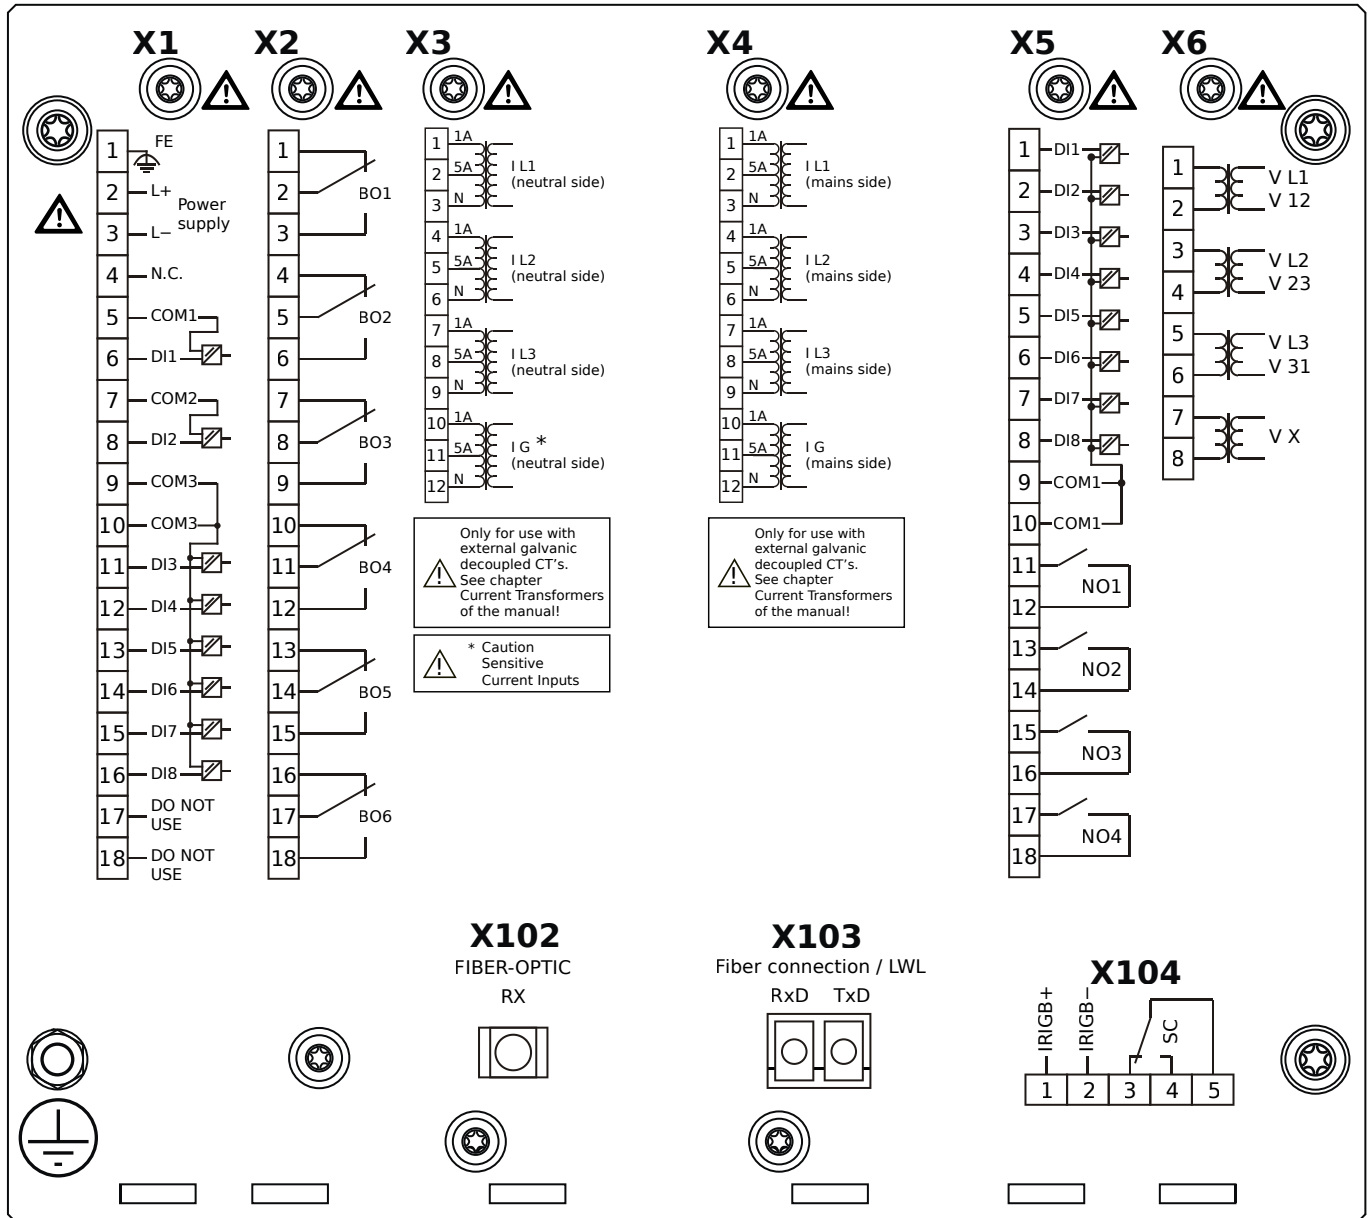 X1
X2
X3
X4
X5
X6
1 FE
2 L+
Power
supply
3 L−
4 N.C.
5 COM1
6 DI1
7 COM2
8 DI2
9 COM3
10 COM3
11 DI3
12 DI4
13 DI5
14 DI6
15 DI7
16 DI8
17 DO NOT
USE
18 DO NOT
USE
1
2 BO1
3
4
5 BO2
6
7
8 BO3
9
10
11 BO4
12
13
14 BO5
15
16
17 BO6
18
1 1A
2 5A
3 N
I L1
(neutral side)
4 1A
5 5A
6 N
I L2
(neutral side)
7 1A
8 5A
9 N
I L3
(neutral side)
10 1A
11 5A
12 N
I G *
(neutral side)
Only for use with
external galvanic
decoupled CT's.
See chapter
Current Transformers
of the manual!
* Caution
Sensitive
Current Inputs
1 1A
2 5A
3 N
I L1
(mains side)
4 1A
5 5A
6 N
I L2
(mains side)
7 1A
8 5A
9 N
I L3
(mains side)
10 1A
11 5A
12 N
I G
(mains side)
Only for use with
external galvanic
decoupled CT's.
See chapter
Current Transformers
of the manual!
1 DI1
2 DI2
3 DI3
4 DI4
5 DI5
6 DI6
7 DI7
8 DI8
9 COM1
10 COM1
11
NO1
12
13
NO2
14
15
NO3
16
17
NO4
18
1
V L1
2
V 12
3
V L2
4
V 23
5
V L3
6
V 31
7
V X
8
X102
FIBER-OPTIC
RX
X103
Fiber connection / LWL
RxD TxD
X104
IRIGB+
IRIGB−
SC
1 2 3 4 5